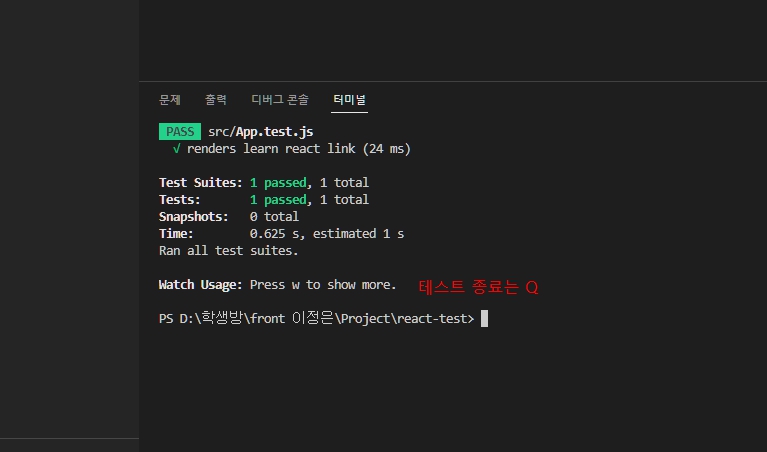 문제 출력 디버그 콘솔 터미널
PASS src/App.test.js
√ renders learn react link (24 ms)
Test Suites: 1 passed, 1 total
Tests: 1 passed, 1 total
Snapshots: 0 total
Time: 0.625 s, estimated 1 s
Ran all test suites.
Watch Usage: Press w to show more. 테스트 종료는 Q
PS D:\학생방\front 이정은\Project\react-test>